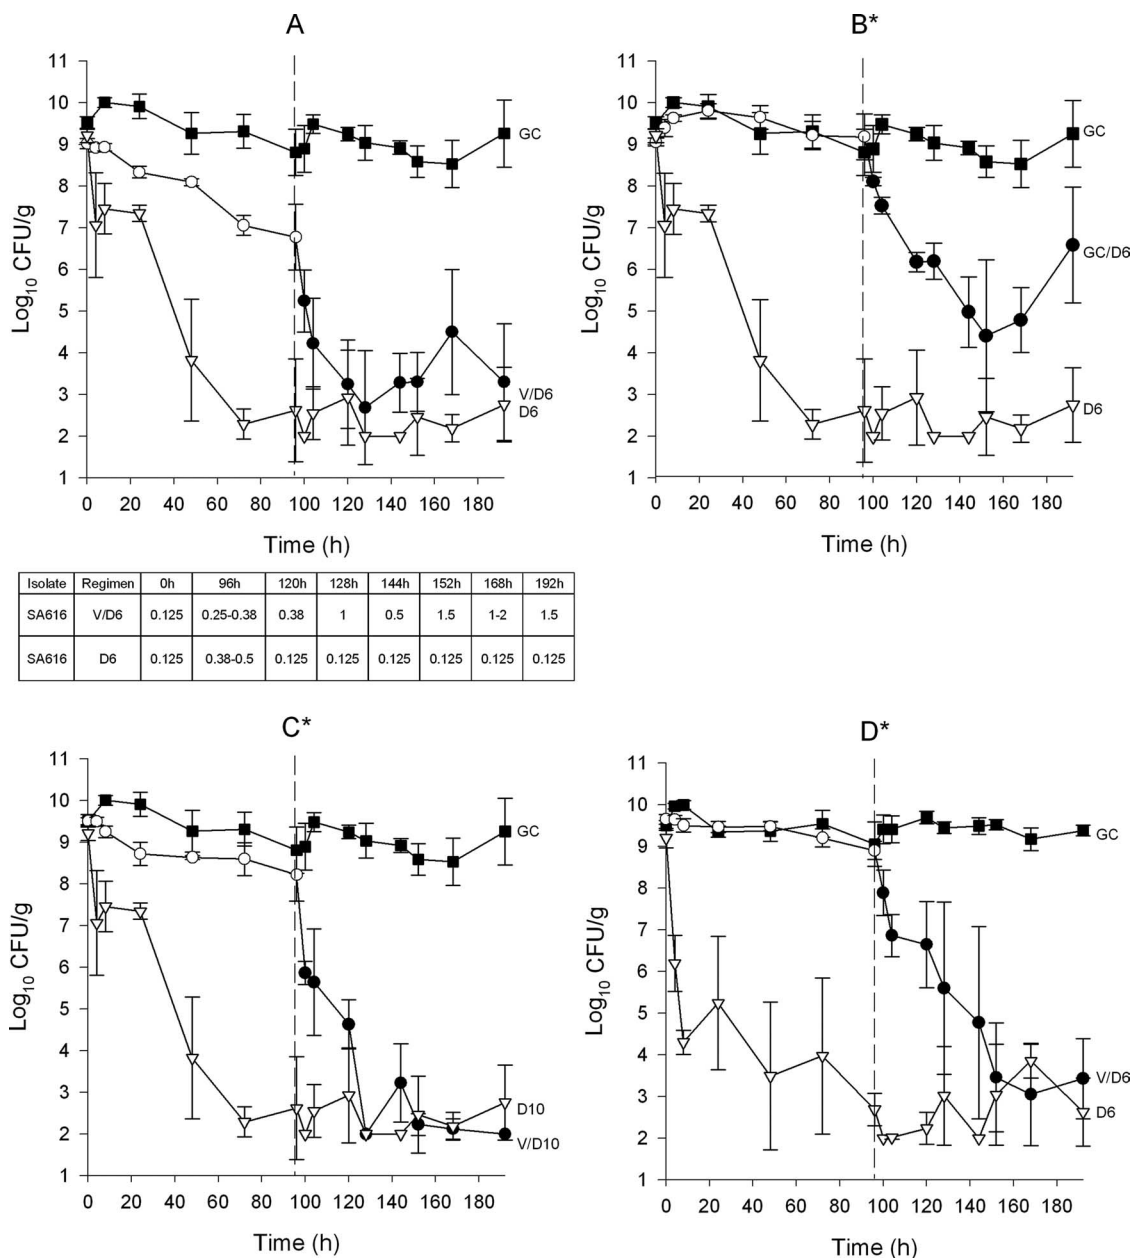 A
11
10
9
8
7
6
5
4
3
2
1
Log10 CFU/g
GC
V/D6
D6
0 20 40 60 80 100 120 140 160 180
Time (h)
B*
11
10
9
8
7
6
5
4
3
2
1
Log10 CFU/g
GC
GC/D6
D6
0 20 40 60 80 100 120 140 160 180
Time (h)
Isolate Regimen 0h 96h 120h 128h 144h 152h 168h 192h
SA616 V/D6 0.125 0.25-0.38 0.38 1 0.5 1.5 1-2 1.5
SA616 D6 0.125 0.38-0.5 0.125 0.125 0.125 0.125 0.125 0.125
C*
11
10
9
8
7
6
5
4
3
2
1
Log10 CFU/g
GC
D10
V/D10
0 20 40 60 80 100 120 140 160 180
Time (h)
D*
11
10
9
8
7
6
5
4
3
2
1
Log10 CFU/g
GC
V/D6
D6
0 20 40 60 80 100 120 140 160 180
Time (h)